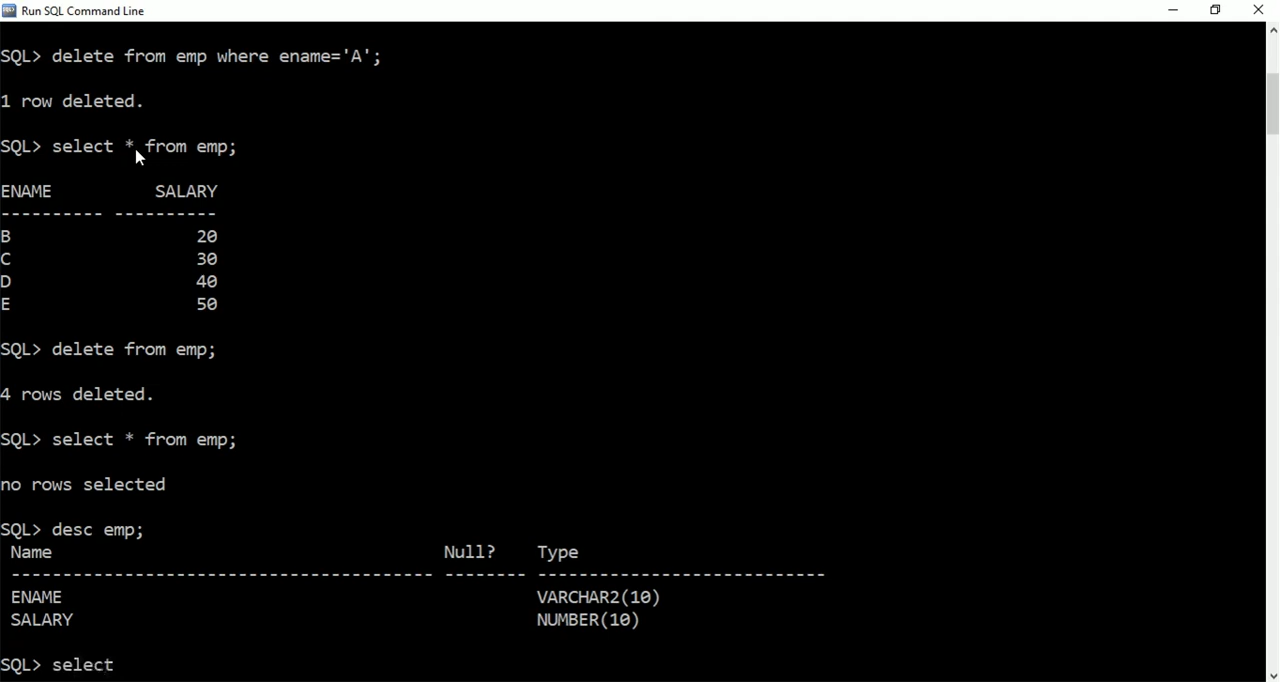 Run SQL Command Line
SQL> delete from emp where ename='A';
1 row deleted.
SQL> select * from emp;
ENAME          SALARY
---------- ----------
B                  20
C                  30
D                  40
E                  50
SQL> delete from emp;
4 rows deleted.
SQL> select * from emp;
no rows selected
SQL> desc emp;
 Name                                      Null?    Type
 ----------------------------------------- -------- ----------------------------
 ENAME                                              VARCHAR2(10)
 SALARY                                             NUMBER(10)
SQL> select